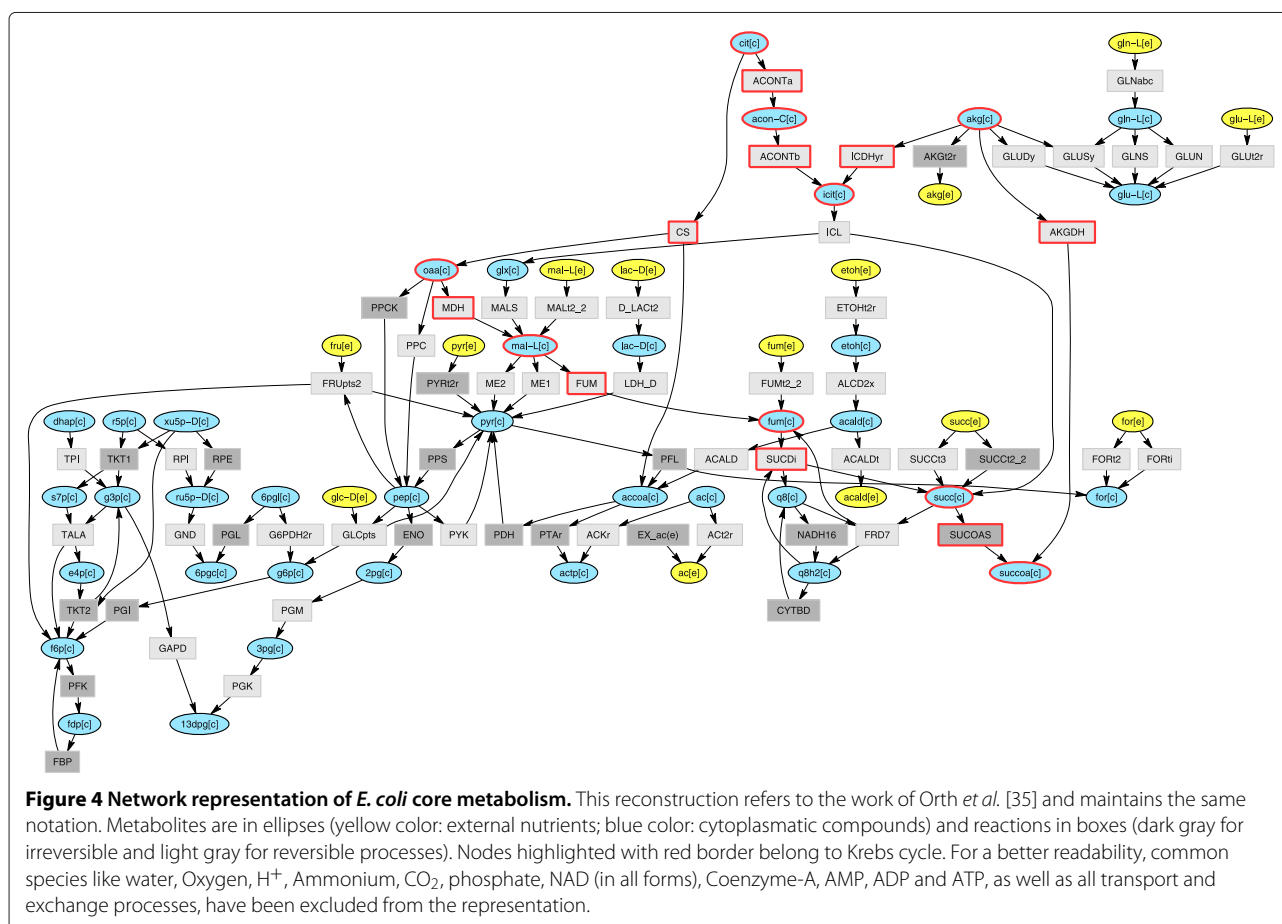 cit[c] gln-L[e]
ACONTa GLNabc
acon-C[c] akg[c] gln-L[c] glu-L[e]
ACONTb ICDHyr AKGt2r GLUDy GLUSy GLNS GLUN GLUt2r
icit[c] akg[e] glu-L[c]
CS ICL AKGDH
oaa[c] glx[c] mal-L[e] lac-D[e] etoh[e]
PPCK MDH MALS MALt2_2 D_LACt2 ETOHt2r
fru[e] PPC pyr[e] mal-L[c] lac-D[c] fum[e] etoh[c]
FRUpts2 PYRt2r ME2 ME1 FUM LDH_D FUMt2_2 ALCD2x
dhap[c] r5p[c] xu5p-D[c] pyr[c] fum[c] acald[c] succ[e] for[e]
TPI TKT1 RPI RPE PPS PFL ACALD SUCDi ACALDt SUCCt3 SUCCt2_2 FORt2 FORti
s7p[c] g3p[c] ru5p-D[c] 6pgl[c] glc-D[e] pep[c] accoa[c] ac[c] q8[c] acald[e] succ[c] for[c]
TALA GND PGL G6PDH2r GLCpts ENO PYK PDH PTAr ACKr EX_ac(e) ACt2r NADH16 FRD7 SUCOAS
e4p[c] 6pgc[c] g6p[c] 2pg[c] actp[c] ac[e] q8h2[c] succoa[c]
TKT2 PGI PGM CYTBD
f6p[c] GAPD 3pg[c]
PFK PGK
fdp[c] 13dpg[c]
FBP
Figure 4 Network representation of E. coli core metabolism. This reconstruction refers to the work of Orth et al. [35] and maintains the same
notation. Metabolites are in ellipses (yellow color: external nutrients; blue color: cytoplasmatic compounds) and reactions in boxes (dark gray for
irreversible and light gray for reversible processes). Nodes highlighted with red border belong to Krebs cycle. For a better readability, common
species like water, Oxygen, H+, Ammonium, CO2, phosphate, NAD (in all forms), Coenzyme-A, AMP, ADP and ATP, as well as all transport and
exchange processes, have been excluded from the representation.